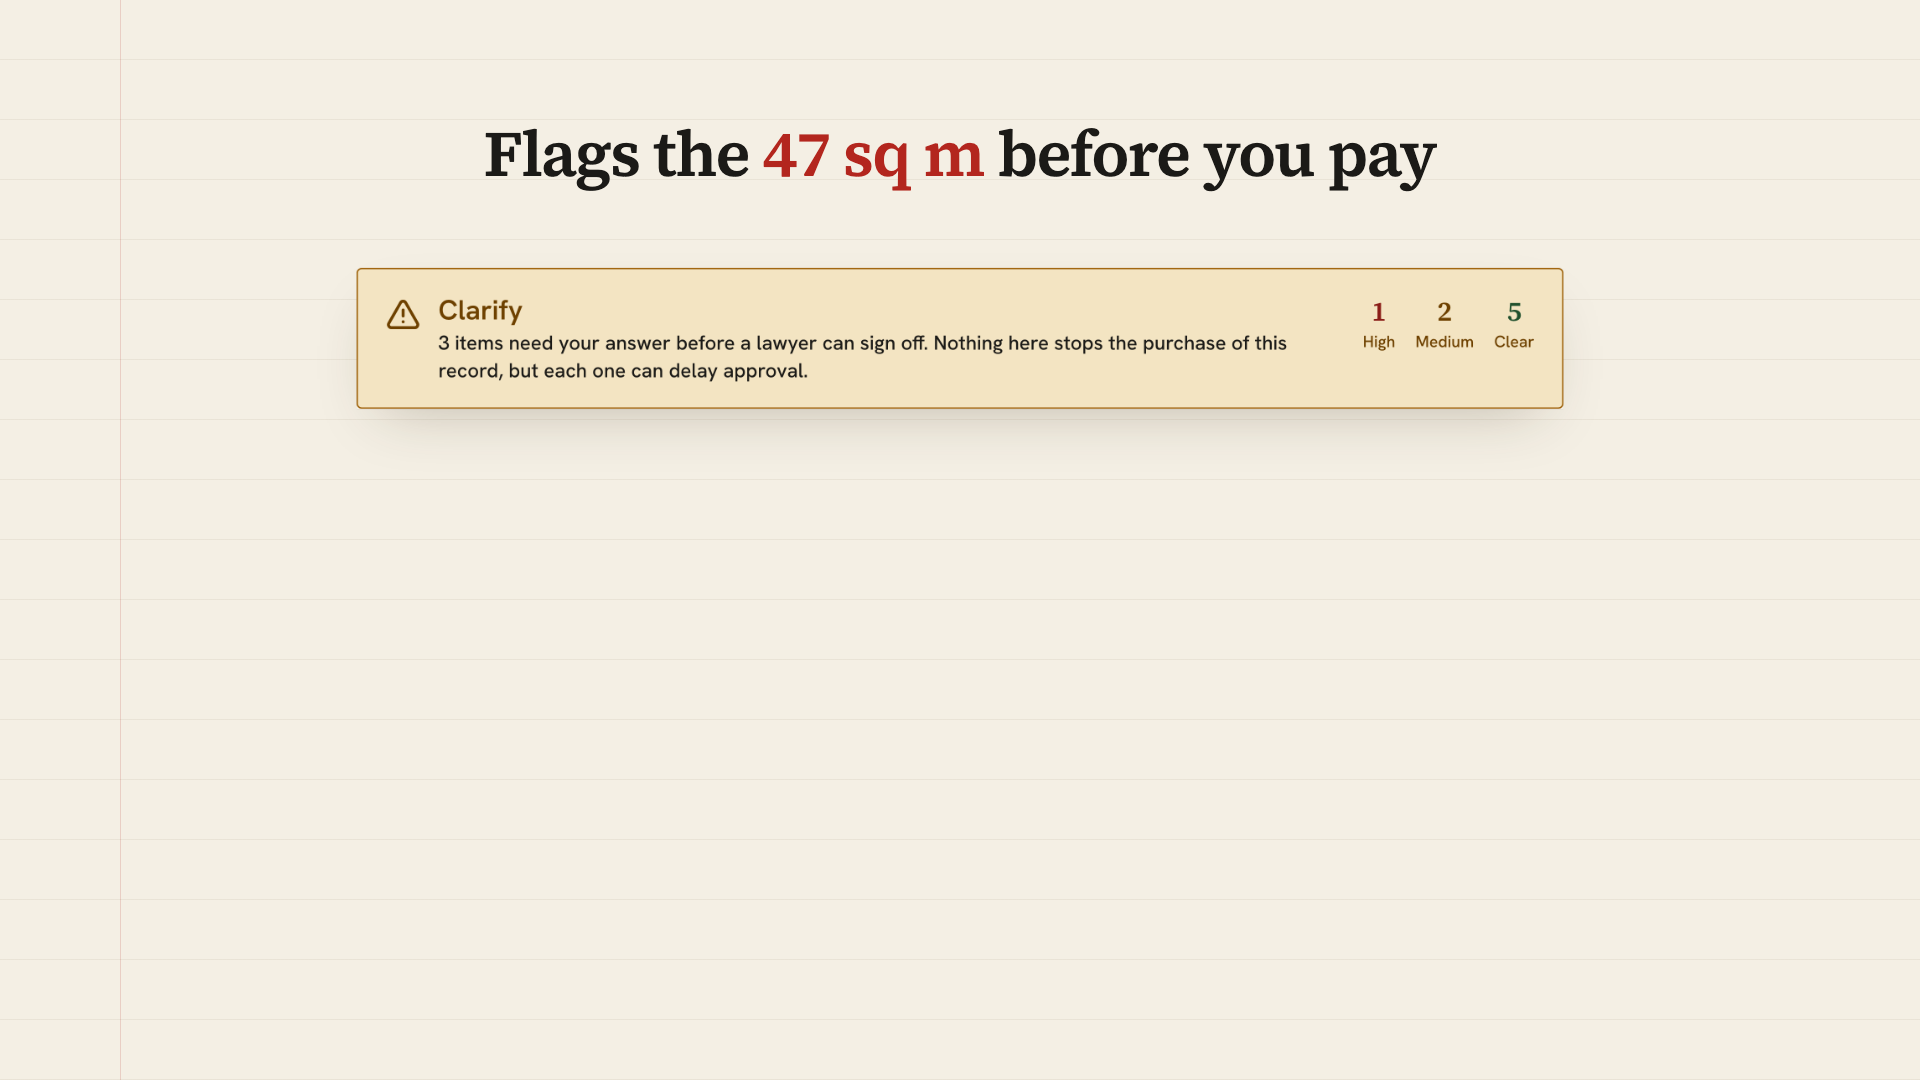 Flags the 47 sq m before you pay
Clarify
3 items need your answer before a lawyer can sign off. Nothing here stops the purchase of this
record, but each one can delay approval.
1 2 5
High Medium Clear